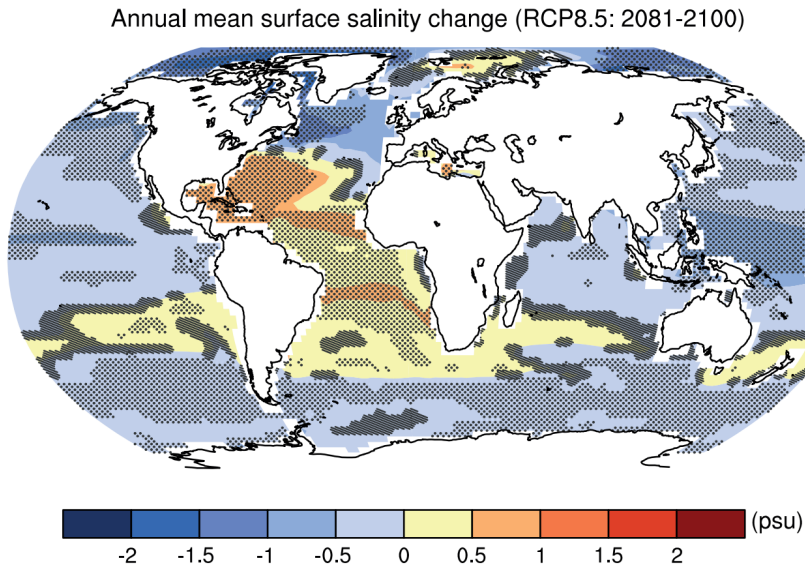 Annual mean surface salinity change (RCP8.5: 2081-2100)
(psu)
-2 -1.5 -1 -0.5 0 0.5 1 1.5 2